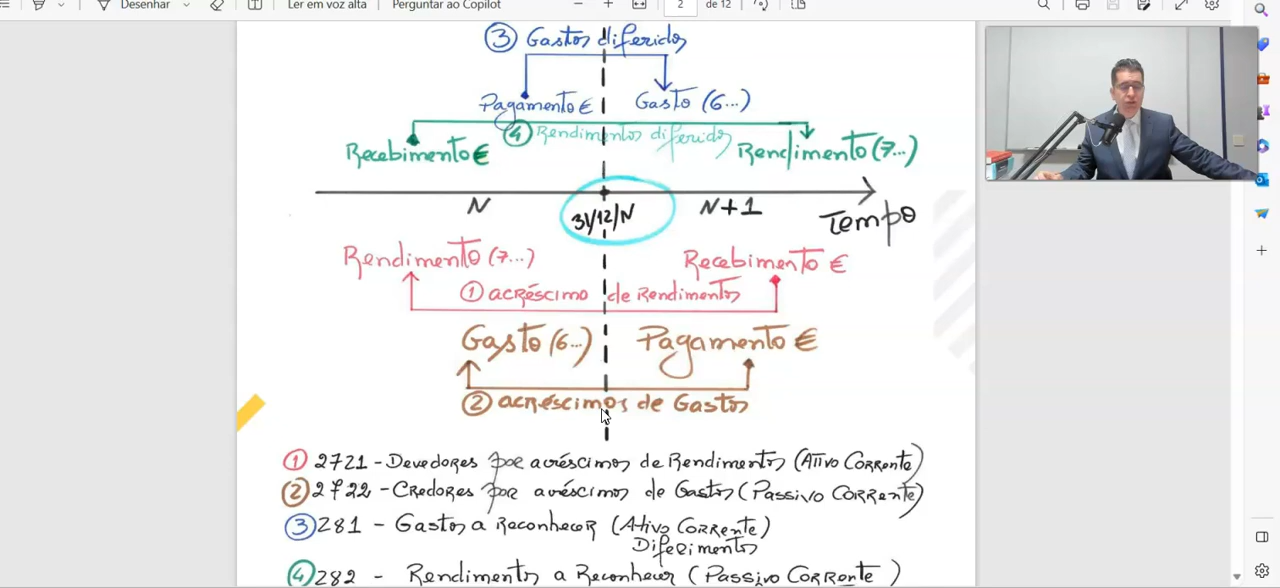 Desenhar
Ler em voz alta
Perguntar ao Copilot
2 de 12
③ Gastos diferidos
Pagamento € Gasto (6...)
④ Rendimentos diferidos
Recebimento € Rendimento (7...)
N 31/12/N N+1 Tempo
Rendimento (7...) Recebimento €
① acréscimo de Rendimentos
Gasto (6...) Pagamento €
② acréscimos de Gastos
① 2721 - Devedores por acréscimos de Rendimentos (Ativo Corrente)
② 2722 - Credores por acréscimos de Gastos (Passivo Corrente)
③ 281 - Gastos a Reconhecer (Ativo Corrente)
Diferimentos
④ 282 - Rendimentos a Reconhecer (Passivo Corrente)